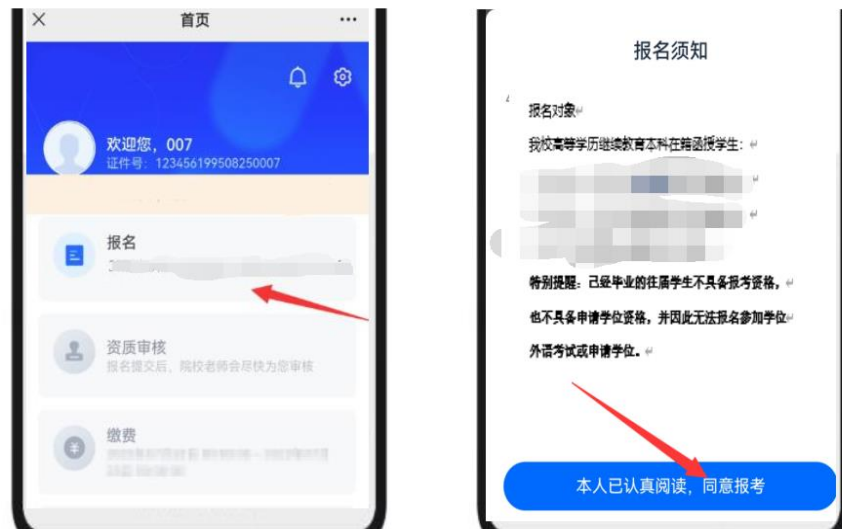 首页
欢迎您，007
证件号：123456199508250007
报名
资质审核
报名提交后，院校老师会尽快为您审核
缴费
报名须知
报名对象
我校高等学历继续教育本科在籍函授学生：
特别提醒：已经毕业的往届学生不具备报考资格，
也不具备申请学位资格，并因此无法报名参加学位
外语考试或申请学位。
本人已认真阅读，同意报考